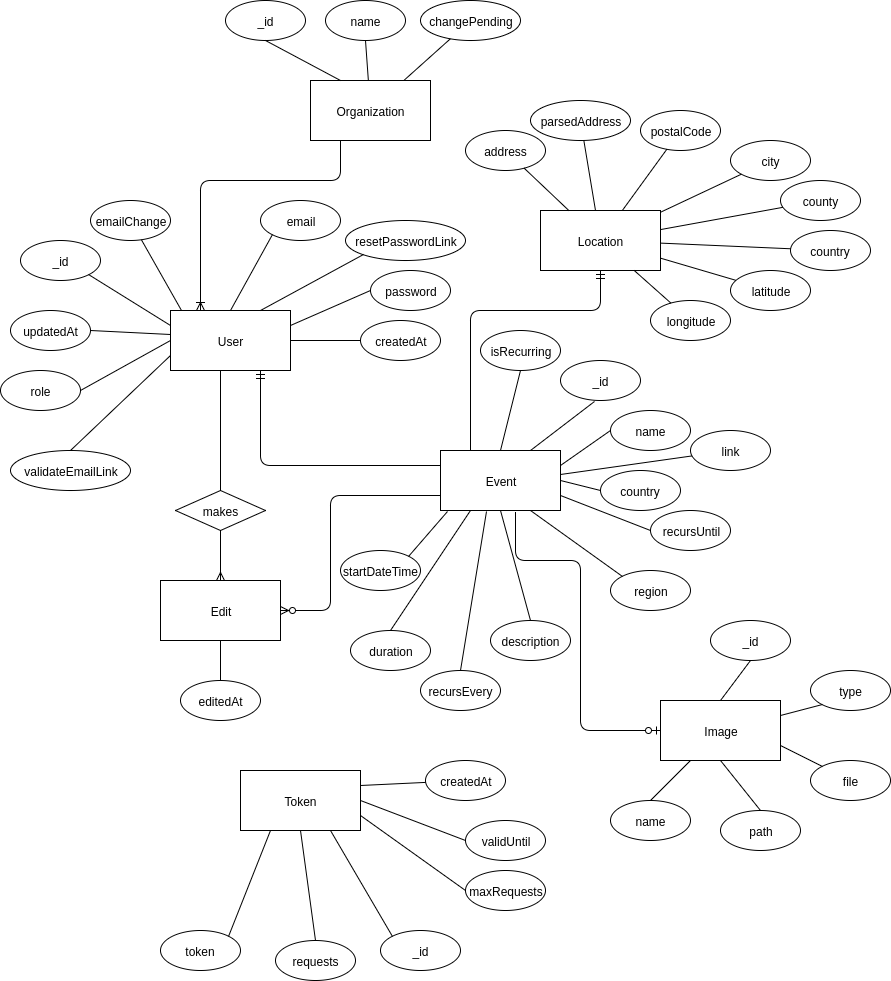 _id
name
changePending
Organization
parsedAddress
postalCode
address
city
county
Location
country
latitude
longitude
emailChange
email
resetPasswordLink
_id
password
updatedAt
User
createdAt
role
validateEmailLink
isRecurring
_id
name
link
Event
country
recursUntil
makes
startDateTime
region
Edit
description
duration
recursEvery
editedAt
_id
type
Image
file
name
path
createdAt
Token
validUntil
maxRequests
token
requests
_id